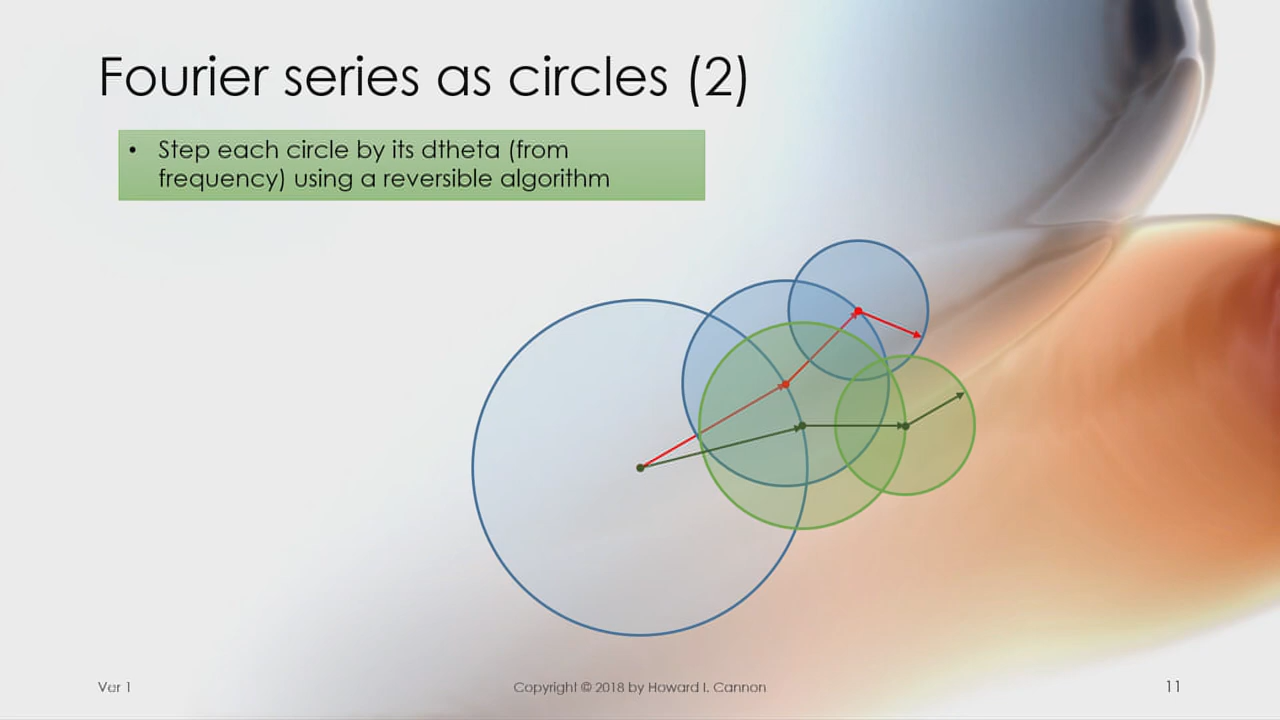 Fourier series as circles (2)
• Step each circle by its dtheta (from
frequency) using a reversible algorithm
Ver 1
Copyright © 2018 by Howard I. Cannon
11